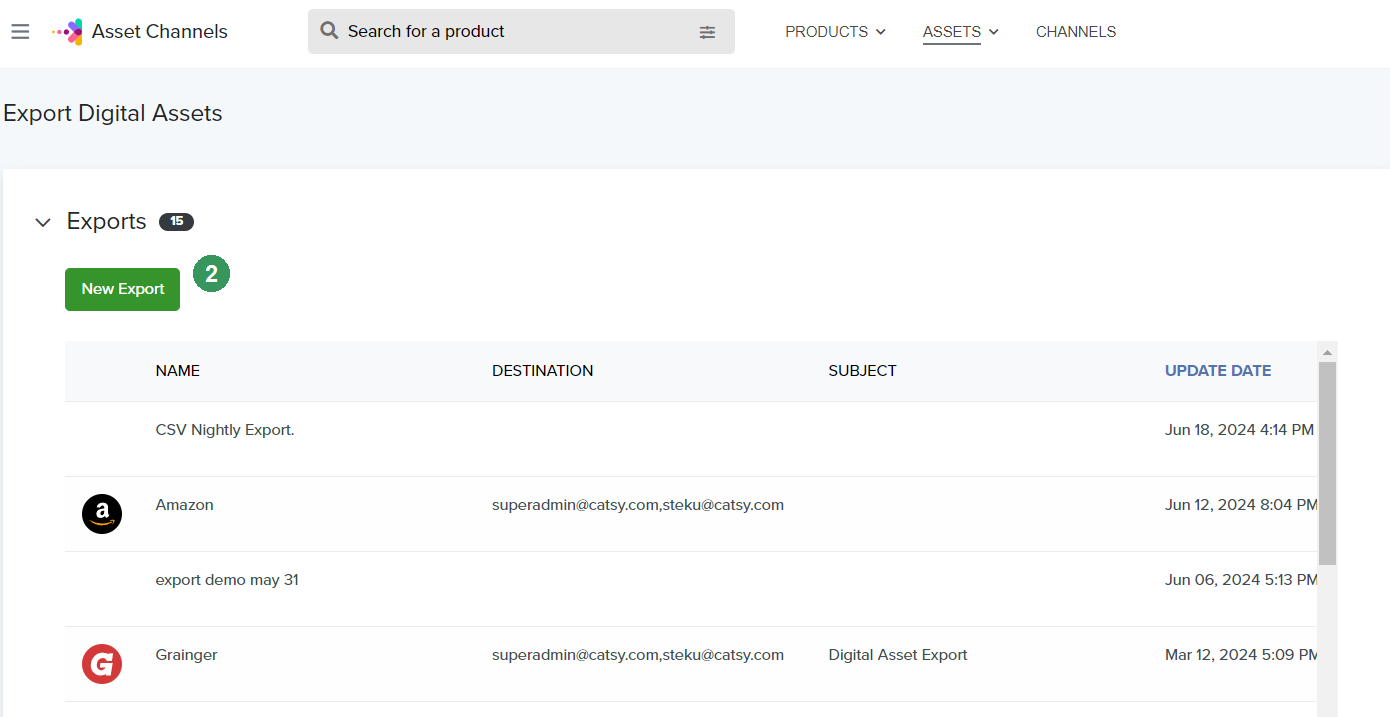 Asset Channels Search for a product PRODUCTS ASSETS CHANNELS
Export Digital Assets
Exports 15
New Export 2
NAME DESTINATION SUBJECT UPDATE DATE
CSV Nightly Export. Jun 18, 2024 4:14 PM
a Amazon superadmin@catsy.com,steku@catsy.com Jun 12, 2024 8:04 PM
export demo may 31 Jun 06, 2024 5:13 PM
G Grainger superadmin@catsy.com,steku@catsy.com Digital Asset Export Mar 12, 2024 5:09 PM